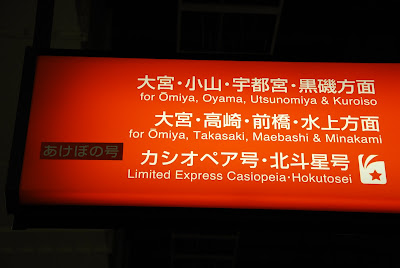 大宮・小山・宇都宮・黒磯方面
for Ōmiya, Oyama, Utsunomiya & Kuroiso
大宮・高崎・前橋・水上方面
for Ōmiya, Takasaki, Maebashi & Minakami
あけぼの号
カシオペア号・北斗星号
Limited Express Casiopeia・Hokutosei